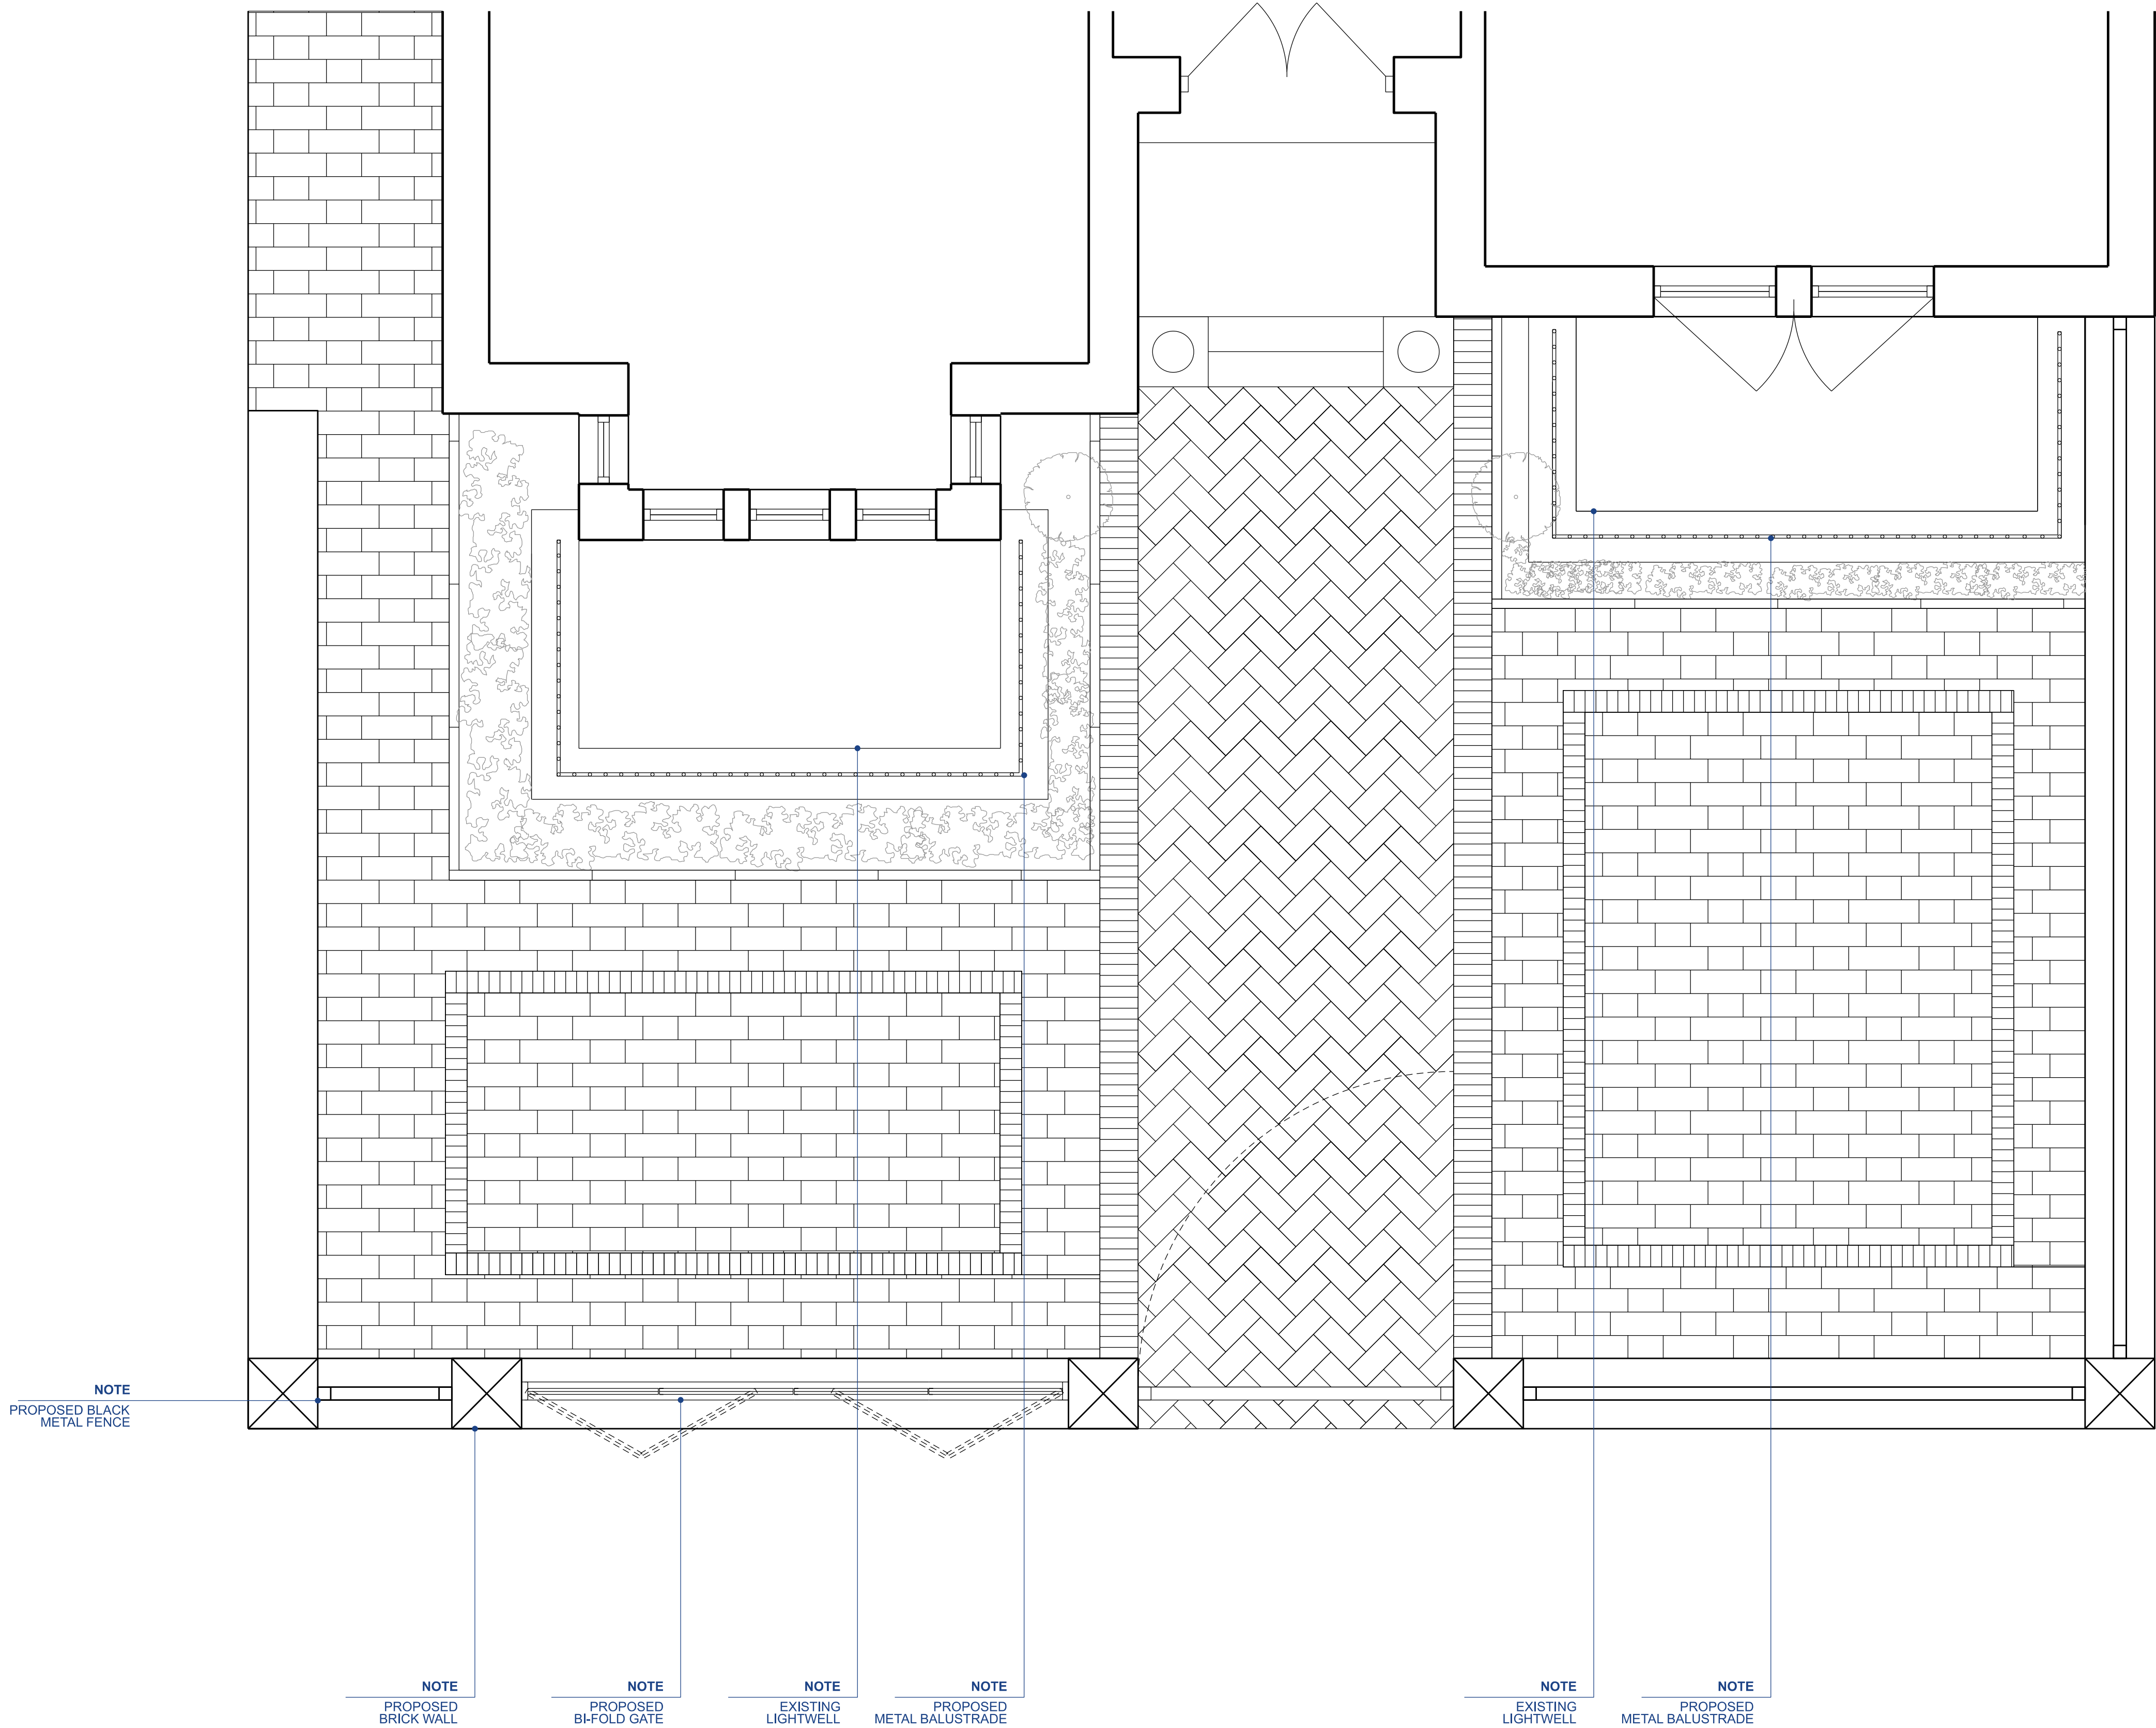 NOTE
PROPOSED BLACK
METAL FENCE
NOTE
PROPOSED
BRICK WALL
NOTE
PROPOSED
BI-FOLD GATE
NOTE
EXISTING
LIGHTWELL
NOTE
PROPOSED
METAL BALUSTRADE
NOTE
EXISTING
LIGHTWELL
NOTE
PROPOSED
METAL BALUSTRADE